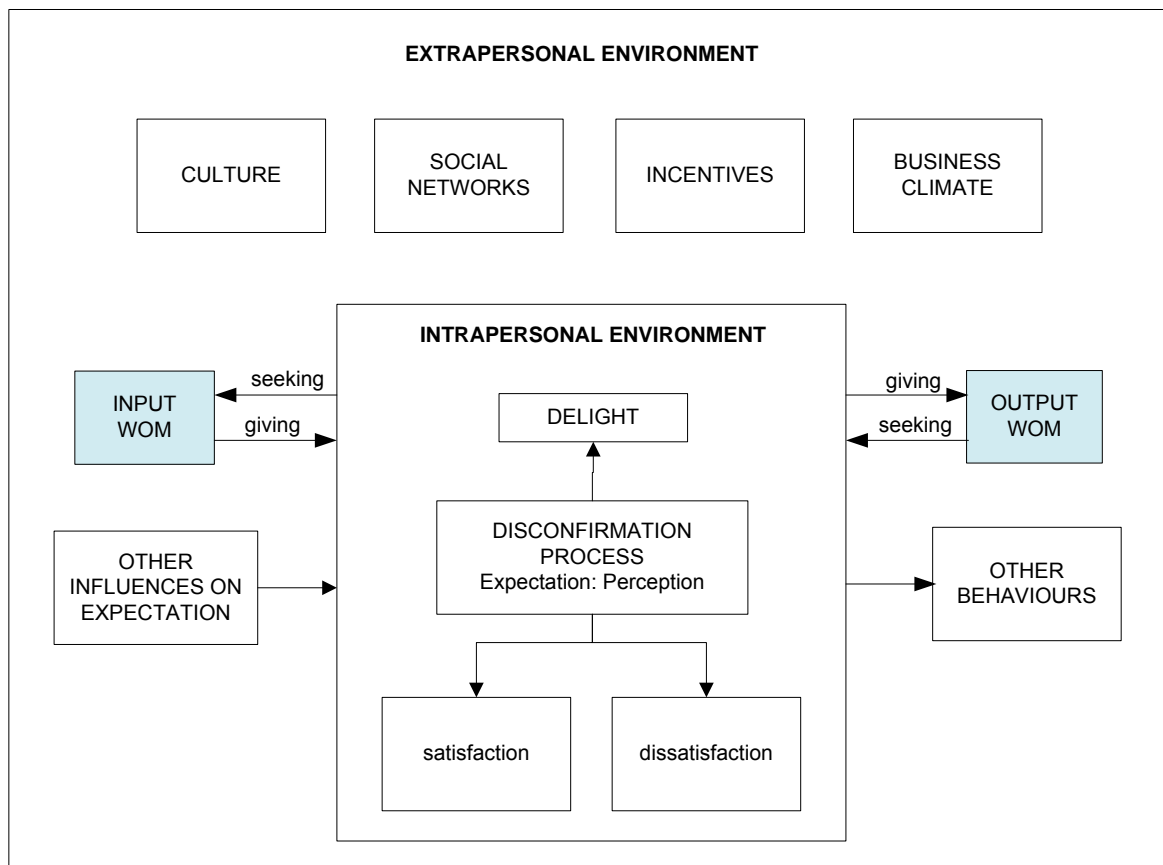 EXTRAPERSONAL ENVIRONMENT
CULTURE
SOCIAL
NETWORKS
INCENTIVES
BUSINESS
CLIMATE
INTRAPERSONAL ENVIRONMENT
INPUT
WOM
seeking
giving
DELIGHT
giving
seeking
OUTPUT
WOM
OTHER
INFLUENCES ON
EXPECTATION
DISCONFIRMATION
PROCESS
Expectation: Perception
OTHER
BEHAVIOURS
satisfaction
dissatisfaction